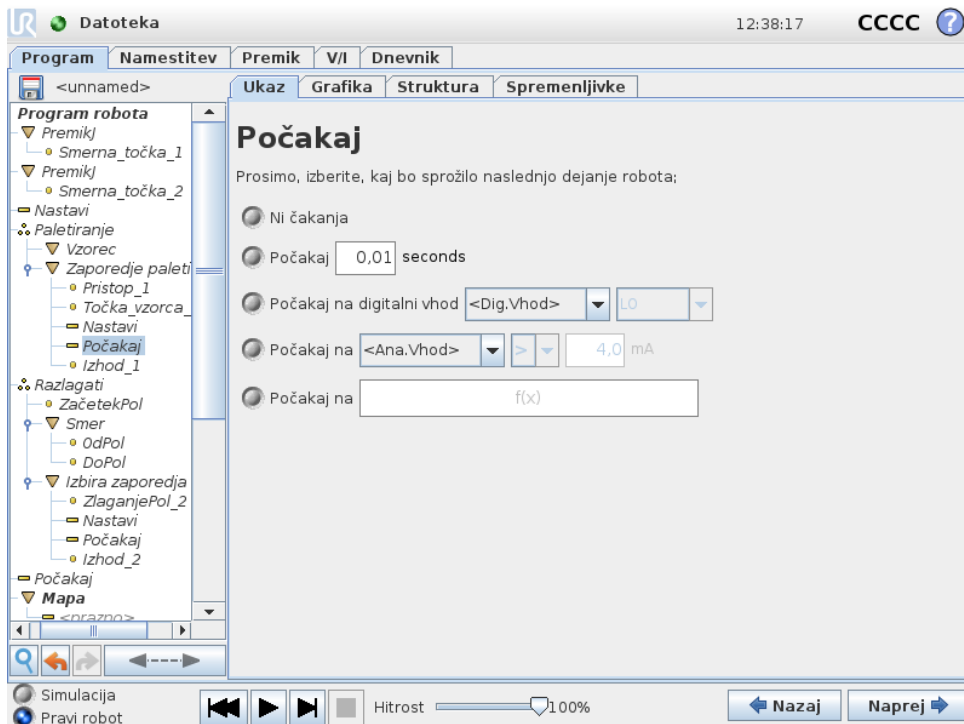 UR Datoteka 12:38:17 CCCC ?
Program Namestitev Premik V/I Dnevnik
<unnamed>
Ukaz Grafika Struktura Spremenljivke
Program robota
PremikJ
Smerna_točka_1
PremikJ
Smerna_točka_2
Nastavi
Paletiranje
Vzorec
Zaporedje paleti
Pristop_1
Točka_vzorca_
Nastavi
Počakaj
Izhod_1
Razlagati
ZačetekPol
Smer
OdPol
DoPol
Izbira zaporedja
ZlaganjePol_2
Nastavi
Počakaj
Izhod_2
Počakaj
Mapa
<prazno>
Počakaj
Prosimo, izberite, kaj bo sprožilo naslednjo dejanje robota;
Ni čakanja
Počakaj 0,01 seconds
Počakaj na digitalni vhod <Dig.Vhod> LO
Počakaj na <Ana.Vhod> > 4,0 mA
Počakaj na f(x)
Simulacija
Pravi robot
Hitrost 100%
Nazaj Naprej